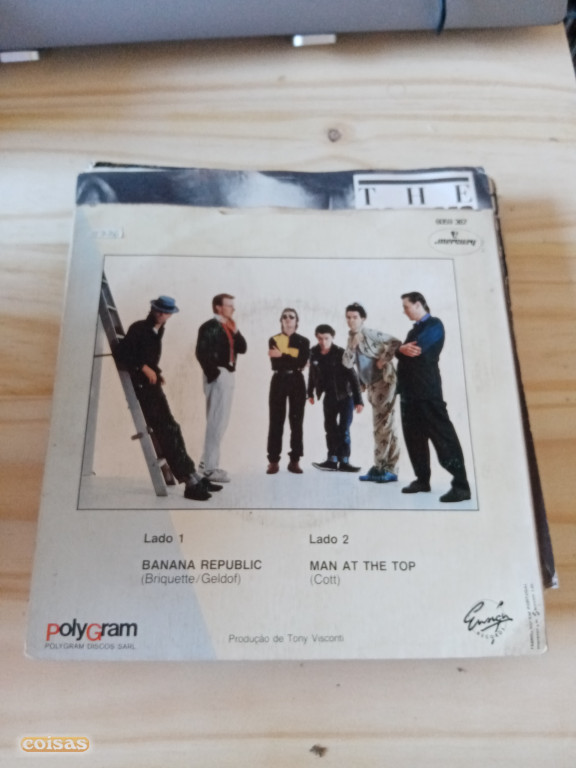 THE
mercury
Lado 1
Lado 2
BANANA REPUBLIC
(Briquette/Geldof)
MAN AT THE TOP
(Cott)
PolyGram
POLYGRAM DISCOS SARL
Produção de Tony Visconti
Ensign
RECORDS
coisas